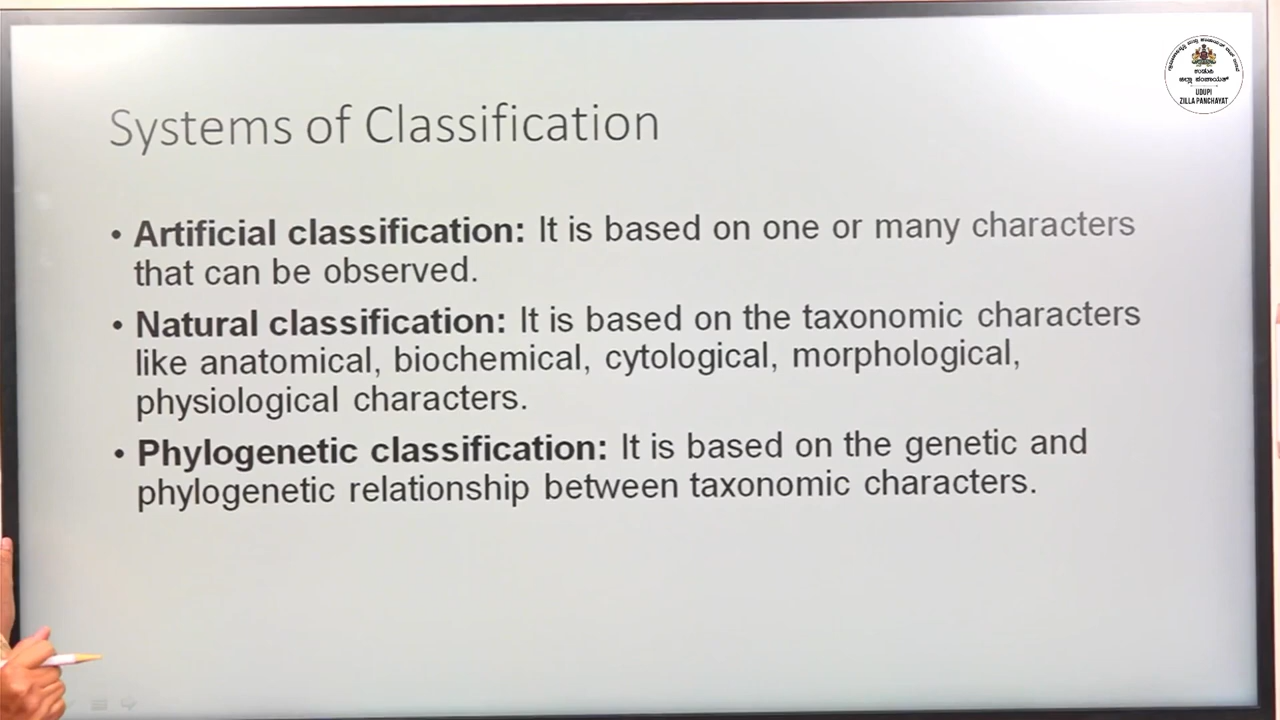 ಉಡುಪಿ
ಜಿಲ್ಲಾ ಪಂಚಾಯತ್
UDUPI
ZILLA PANCHAYAT
Systems of Classification
• Artificial classification: It is based on one or many characters
that can be observed.
• Natural classification: It is based on the taxonomic characters
like anatomical, biochemical, cytological, morphological,
physiological characters.
• Phylogenetic classification: It is based on the genetic and
phylogenetic relationship between taxonomic characters.